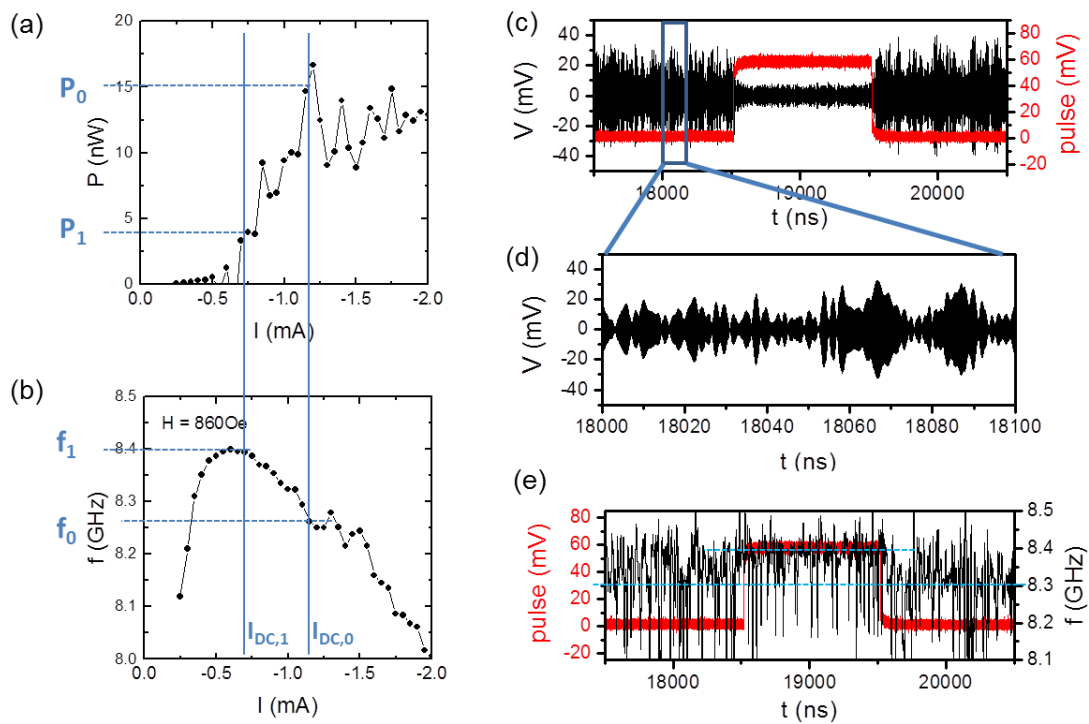 (a)
20
15
10
5
0
P (nW)
P₀
P₁
0.0 -0.5 -1.0 -1.5 -2.0
I (mA)
(b)
8.5
8.4
8.3
8.2
8.1
8.0
f (GHz)
H = 860Oe
f₁
f₀
I_DC,1 I_DC,0
0.0 -0.5 -1.0 -1.5 -2.0
I (mA)
(c)
40
20
0
-20
-40
V (mV)
80
60
40
20
0
-20
pulse (mV)
18000 19000 20000
t (ns)
(d)
40
20
0
-20
-40
V (mV)
18000 18020 18040 18060 18080 18100
t (ns)
(e)
80
60
40
20
0
-20
pulse (mV)
8.5
8.4
8.3
8.2
8.1
f (GHz)
18000 19000 20000
t (ns)